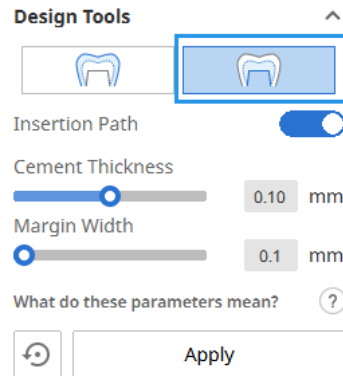 Design Tools
Insertion Path
Cement Thickness
0.10 mm
Margin Width
0.1 mm
What do these parameters mean? ?
Apply